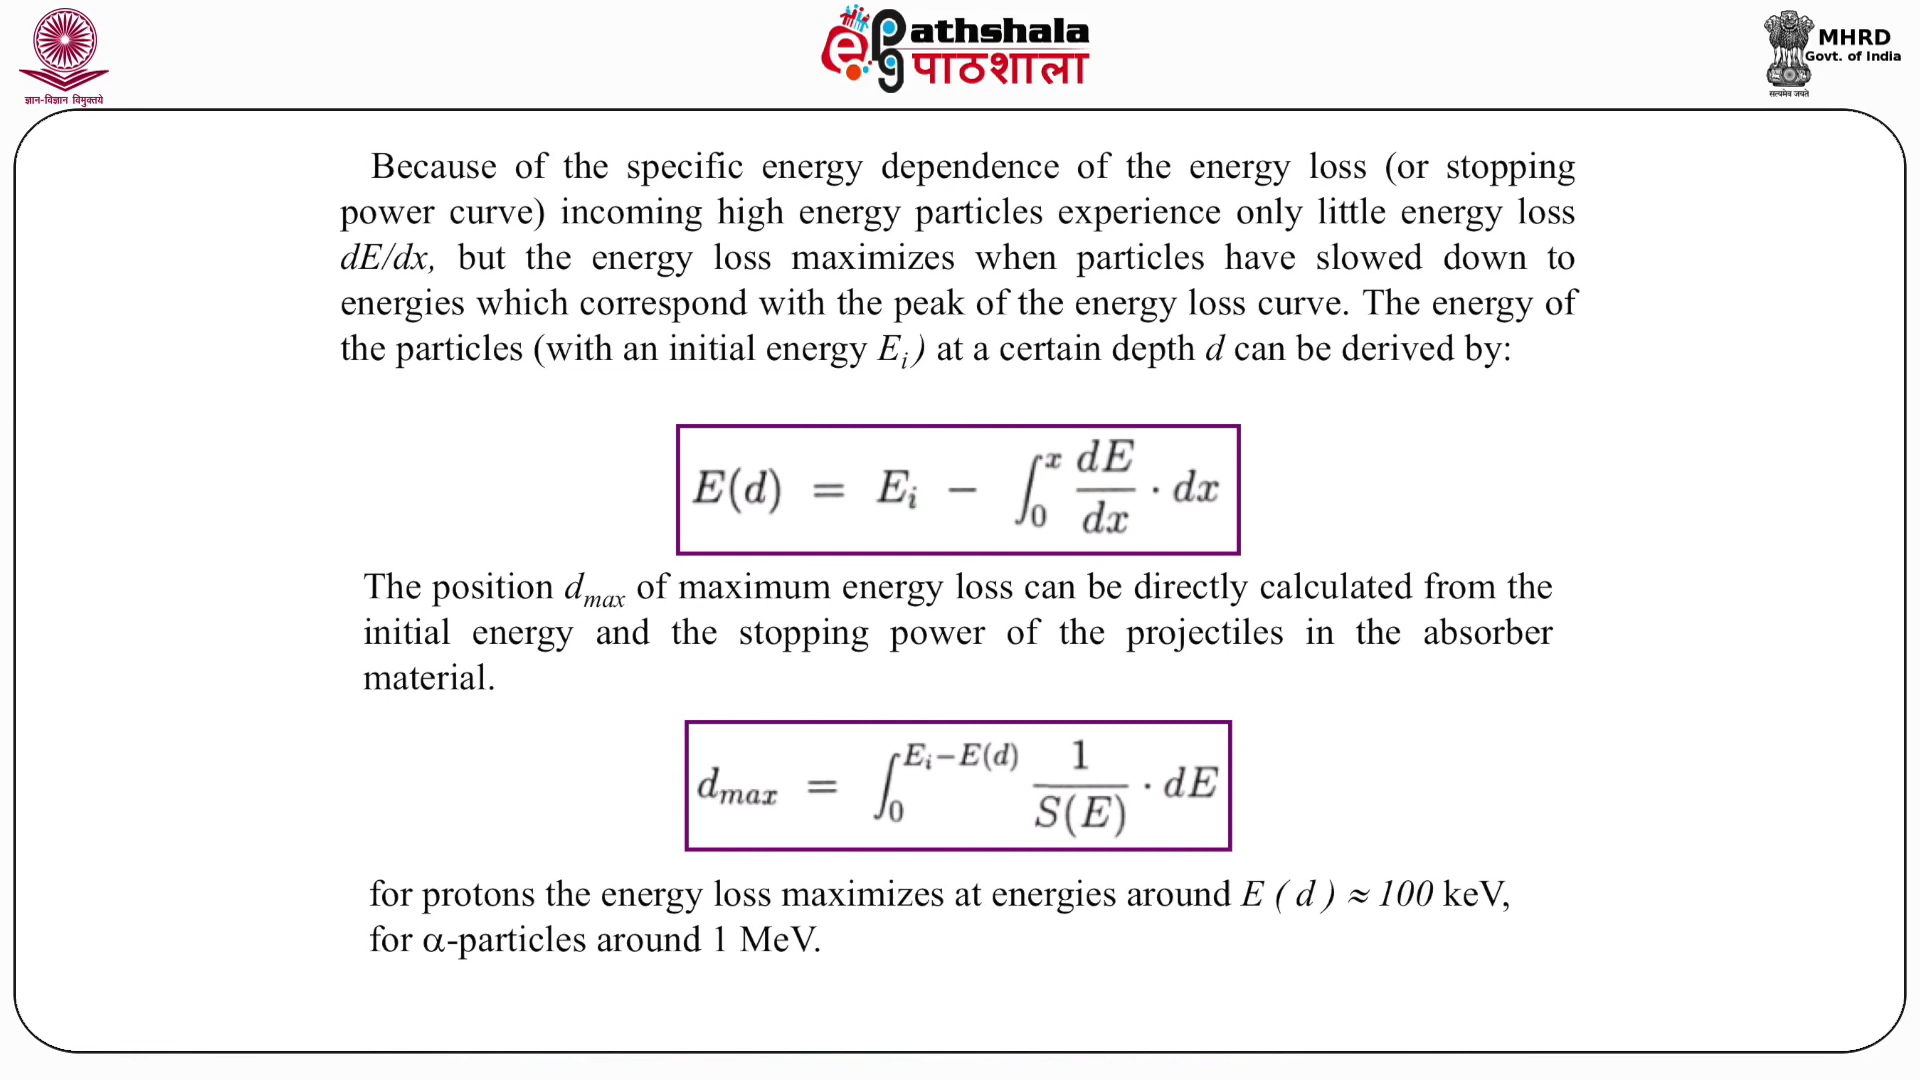 ज्ञान-विज्ञान विमुक्तये
ePathshala
पाठशाला
MHRD
Govt. of India
सत्यमेव जयते
Because of the specific energy dependence of the energy loss (or stopping
power curve) incoming high energy particles experience only little energy loss
dE/dx, but the energy loss maximizes when particles have slowed down to
energies which correspond with the peak of the energy loss curve. The energy of
the particles (with an initial energy E_i) at a certain depth d can be derived by:
E(d) = E_i − ∫_0^x dE/dx · dx
The position d_max of maximum energy loss can be directly calculated from the
initial energy and the stopping power of the projectiles in the absorber
material.
d_max = ∫_0^{E_i−E(d)} 1/S(E) · dE
for protons the energy loss maximizes at energies around E ( d ) ≈ 100 keV,
for α-particles around 1 MeV.